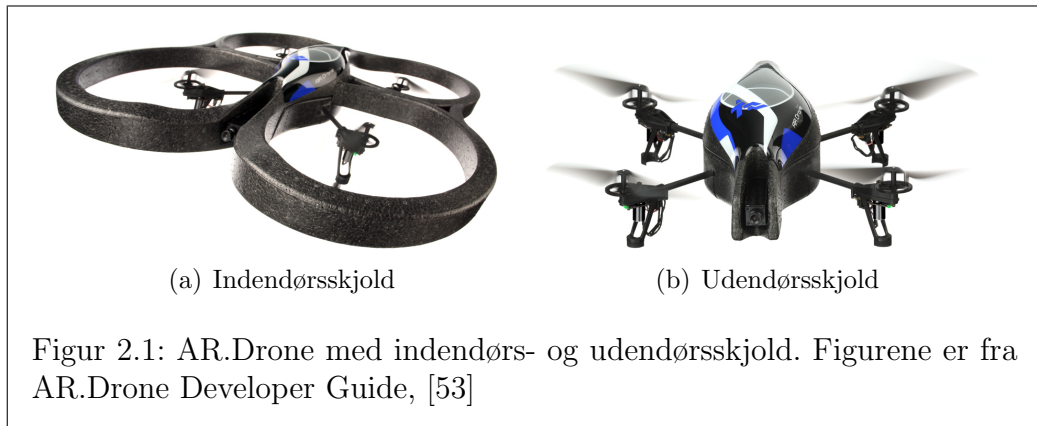 (a) Indendørsskjold
(b) Udendørsskjold
Figur 2.1: AR.Drone med indendørs- og udendørsskjold. Figurene er fra
AR.Drone Developer Guide, [53]